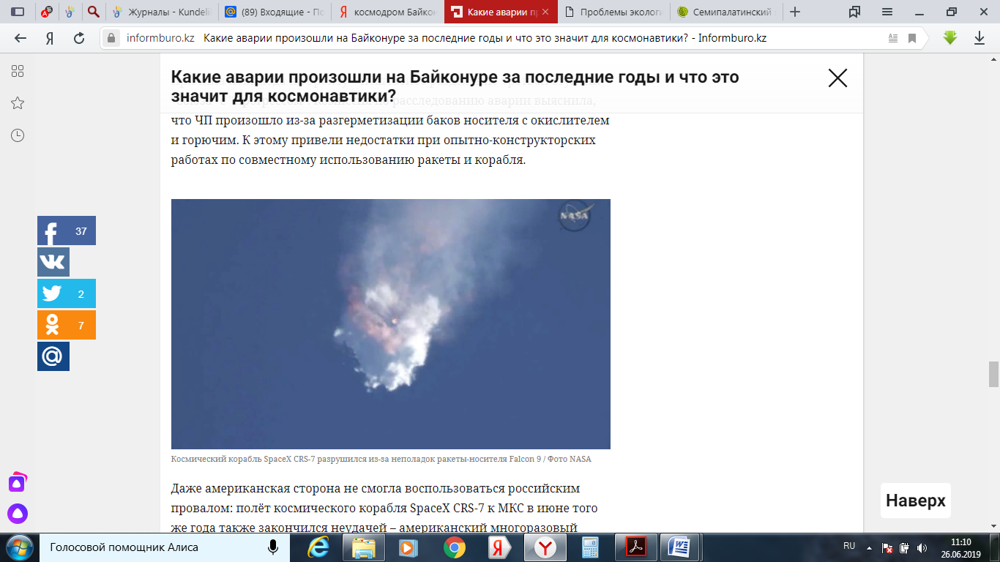 Журналы - Kundeli
(89) Входящие - По
космодром Байкон
Какие аварии п
Проблемы экологи
Семипалатинский
informburo.kz Какие аварии произошли на Байконуре за последние годы и что это значит для космонавтики? - Informburo.kz
Какие аварии произошли на Байконуре за последние годы и что это
значит для космонавтики?
расследованию аварии выяснила,
что ЧП произошло из-за разгерметизации баков носителя с окислителем
и горючим. К этому привели недостатки при опытно-конструкторских
работах по совместному использованию ракеты и корабля.
37
2
7
NASA
Космический корабль SpaceX CRS-7 разрушился из-за неполадок ракеты-носителя Falcon 9 / Фото NASA
Даже американская сторона не смогла воспользоваться российским
провалом: полёт космического корабля SpaceX CRS-7 к МКС в июне того
же года также закончился неудачей – американский многоразовый
Наверх
Голосовой помощник Алиса
RU
11:10
26.06.2019